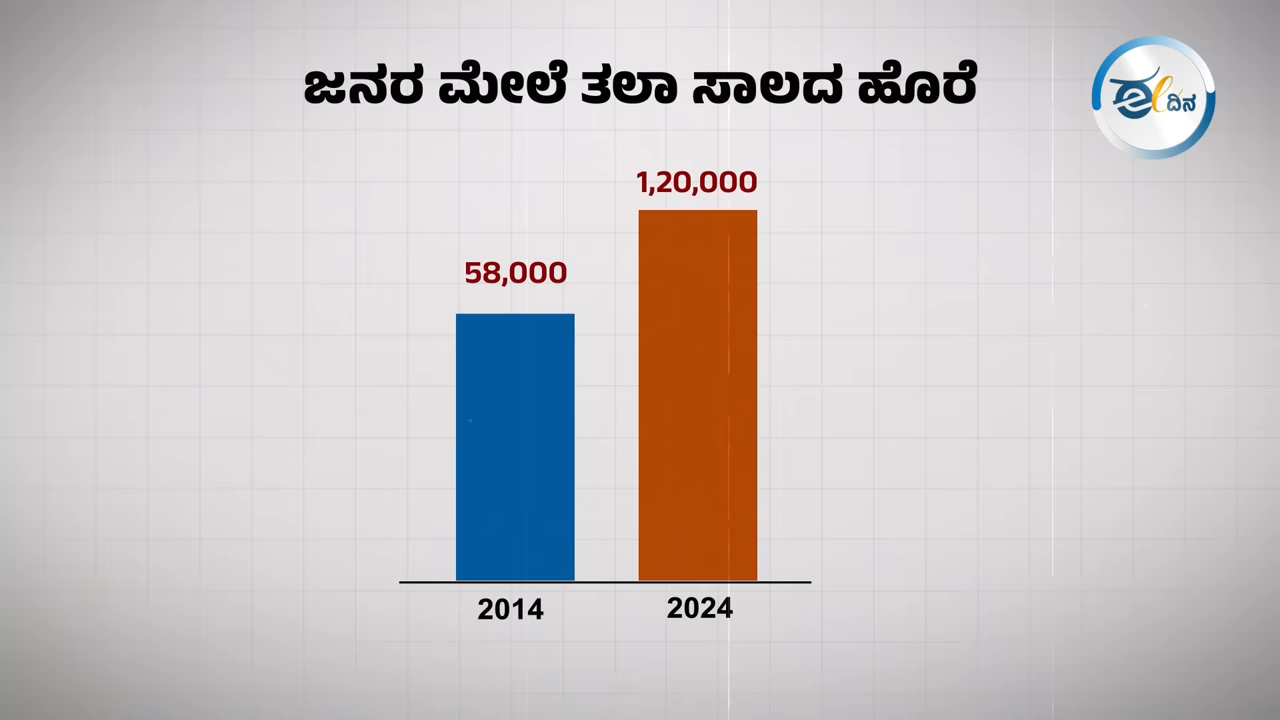 ಜನರ ಮೇಲೆ ತಲಾ ಸಾಲದ ಹೊರೆ
ಈ ದಿನ
1,20,000
58,000
2014 2024